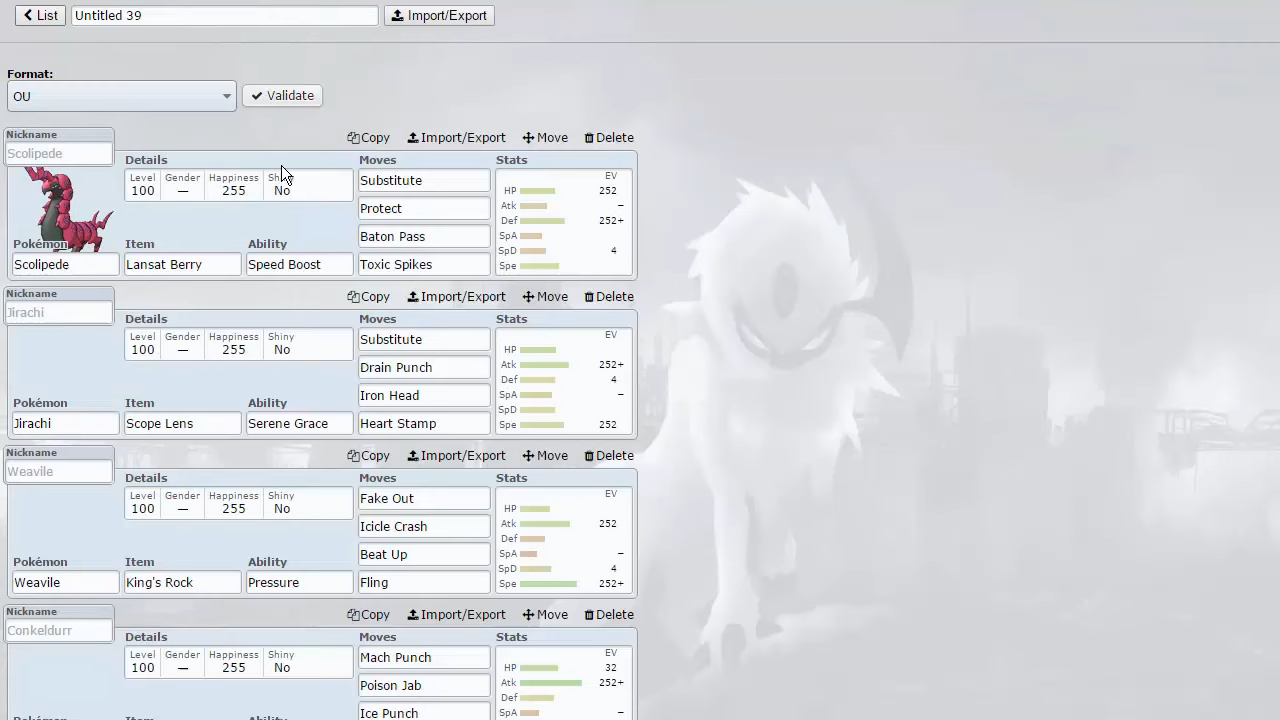 List
Untitled 39
Import/Export
Format:
OU
Validate
Nickname
Scolipede
Copy Import/Export Move Delete
Details Moves Stats
Level Gender Happiness Shiny
100 — 255 No
Substitute
Protect
Baton Pass
Toxic Spikes
EV
HP 252
Atk –
Def 252+
SpA
SpD 4
Spe
Pokémon Item Ability
Scolipede Lansat Berry Speed Boost
Nickname
Jirachi
Copy Import/Export Move Delete
Details Moves Stats
Level Gender Happiness Shiny
100 — 255 No
Substitute
Drain Punch
Iron Head
Heart Stamp
EV
HP
Atk 252+
Def 4
SpA –
SpD
Spe 252
Pokémon Item Ability
Jirachi Scope Lens Serene Grace
Nickname
Weavile
Copy Import/Export Move Delete
Details Moves Stats
Level Gender Happiness Shiny
100 — 255 No
Fake Out
Icicle Crash
Beat Up
Fling
EV
HP
Atk 252
Def
SpA –
SpD 4
Spe 252+
Pokémon Item Ability
Weavile King's Rock Pressure
Nickname
Conkeldurr
Copy Import/Export Move Delete
Details Moves Stats
Level Gender Happiness Shiny
100 — 255 No
Mach Punch
Poison Jab
Ice Punch
EV
HP 32
Atk 252+
Def
SpA –
Pokémon Item Ability